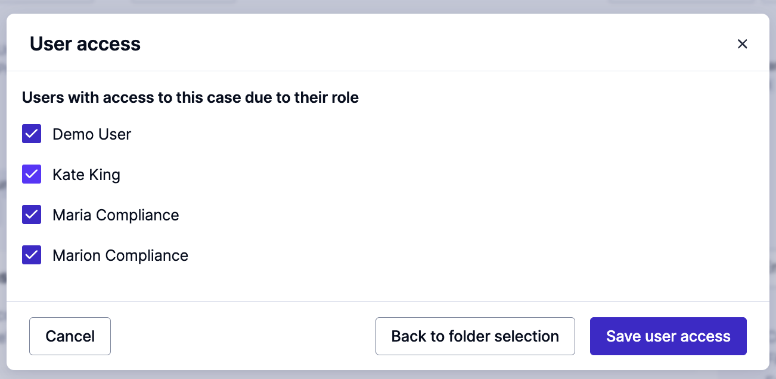 User access
Users with access to this case due to their role
Demo User
Kate King
Maria Compliance
Marion Compliance
Cancel
Back to folder selection
Save user access